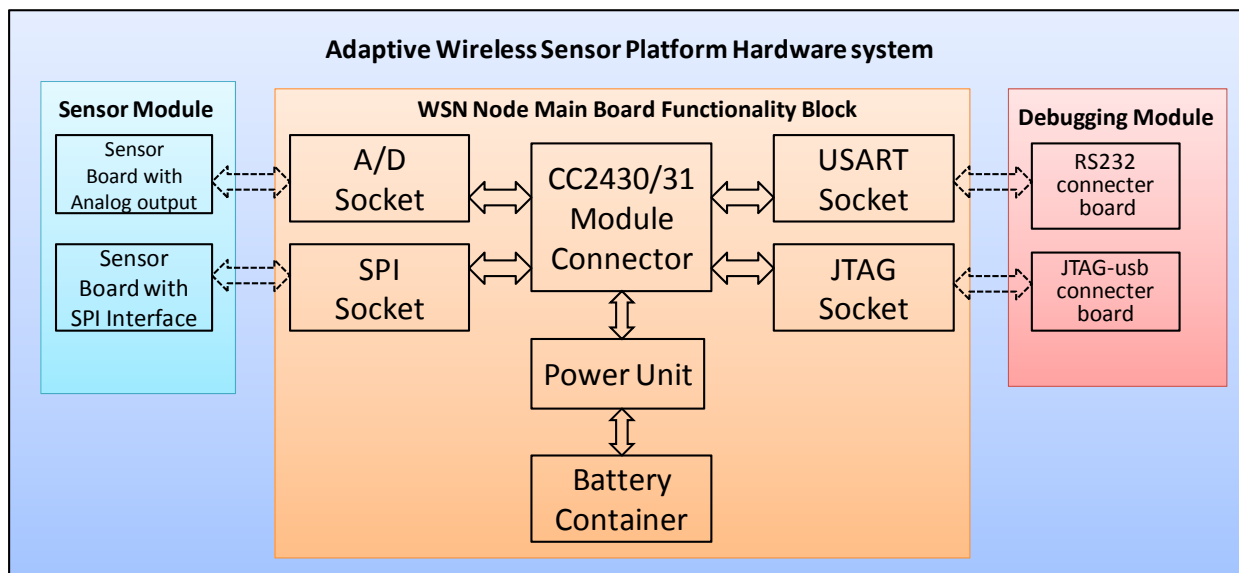 Adaptive Wireless Sensor Platform Hardware system
Sensor Module
Sensor
Board with
Analog output
Sensor
Board with
SPI Interface
WSN Node Main Board Functionality Block
A/D
Socket
SPI
Socket
CC2430/31
Module
Connector
Power Unit
Battery
Container
USART
Socket
JTAG
Socket
Debugging Module
RS232
connecter
board
JTAG-usb
connecter
board